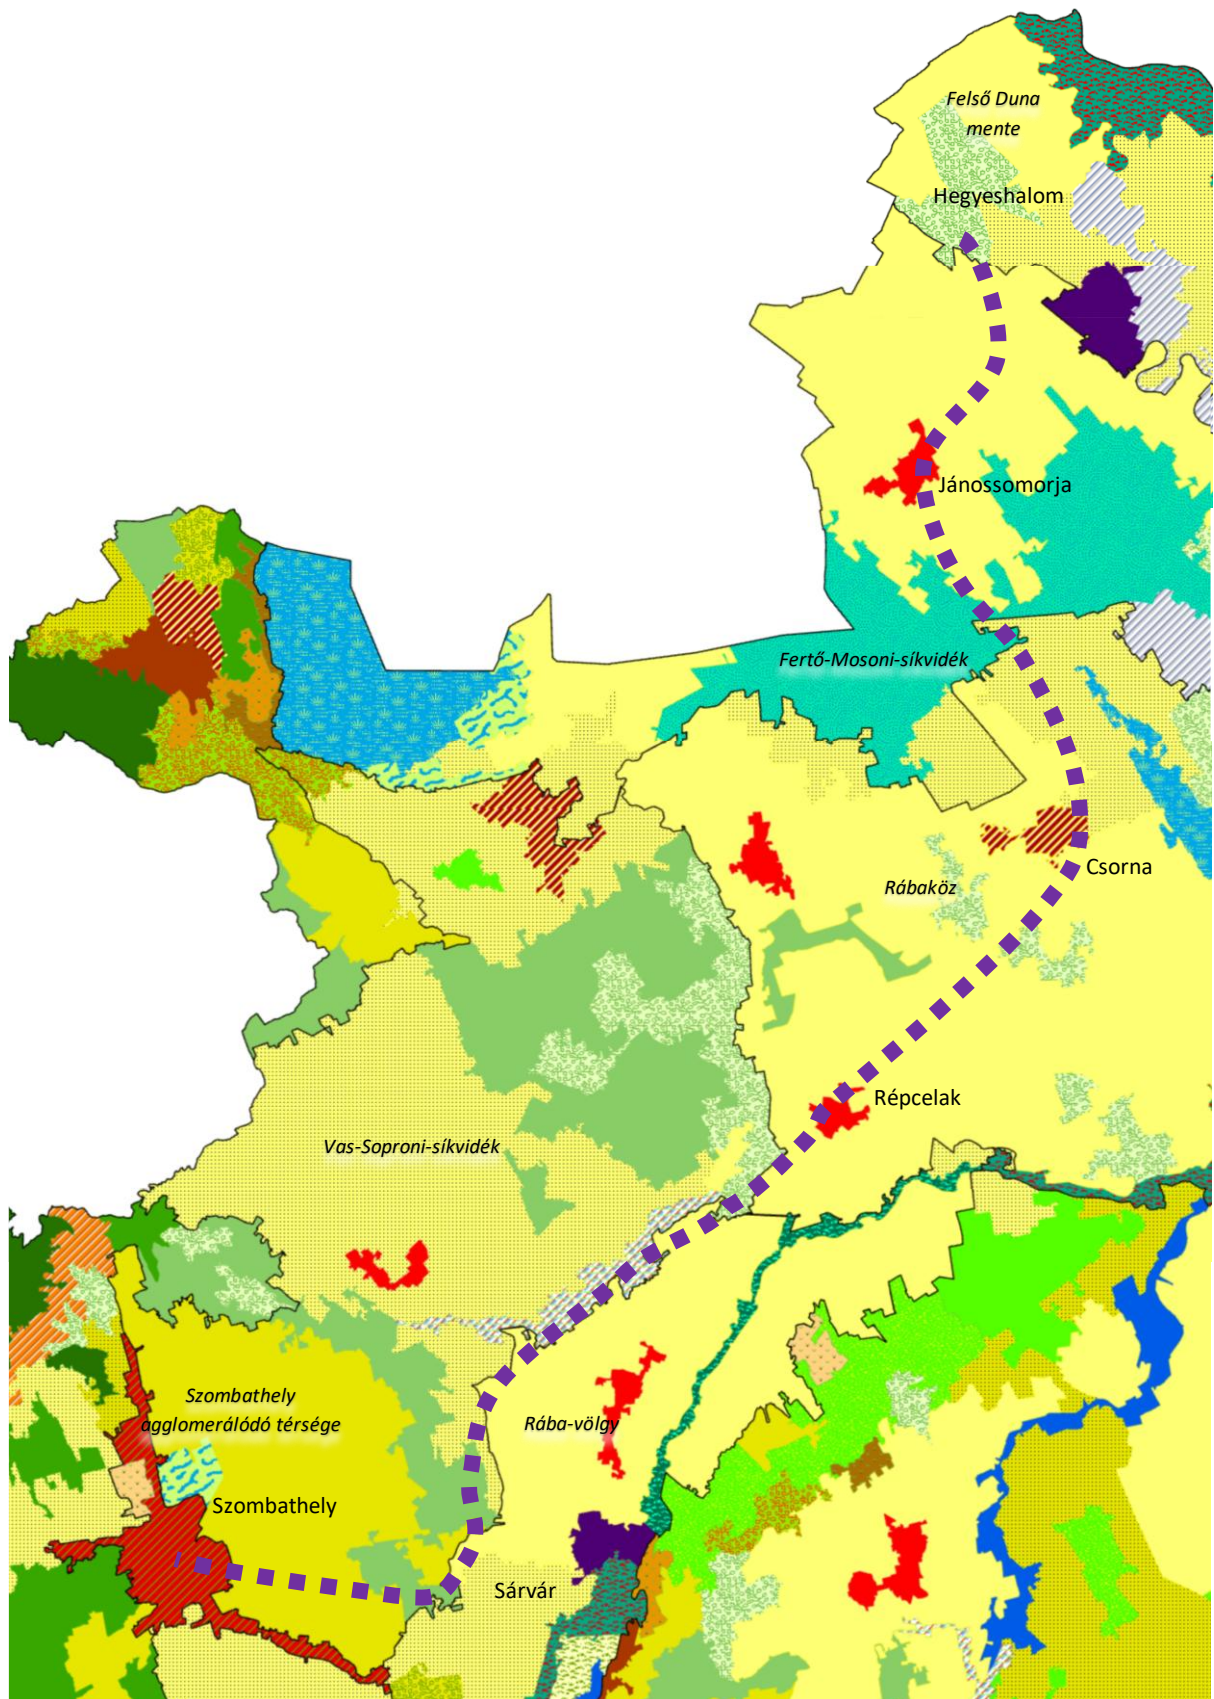 Felső Duna
mente
Hegyeshalom
Jánossomorja
Fertő-Mosoni-síkvidék
Csorna
Rábaköz
Répcelak
Vas-Soproni-síkvidék
Szombathely
agglomerálódó térsége
Rába-völgy
Szombathely
Sárvár